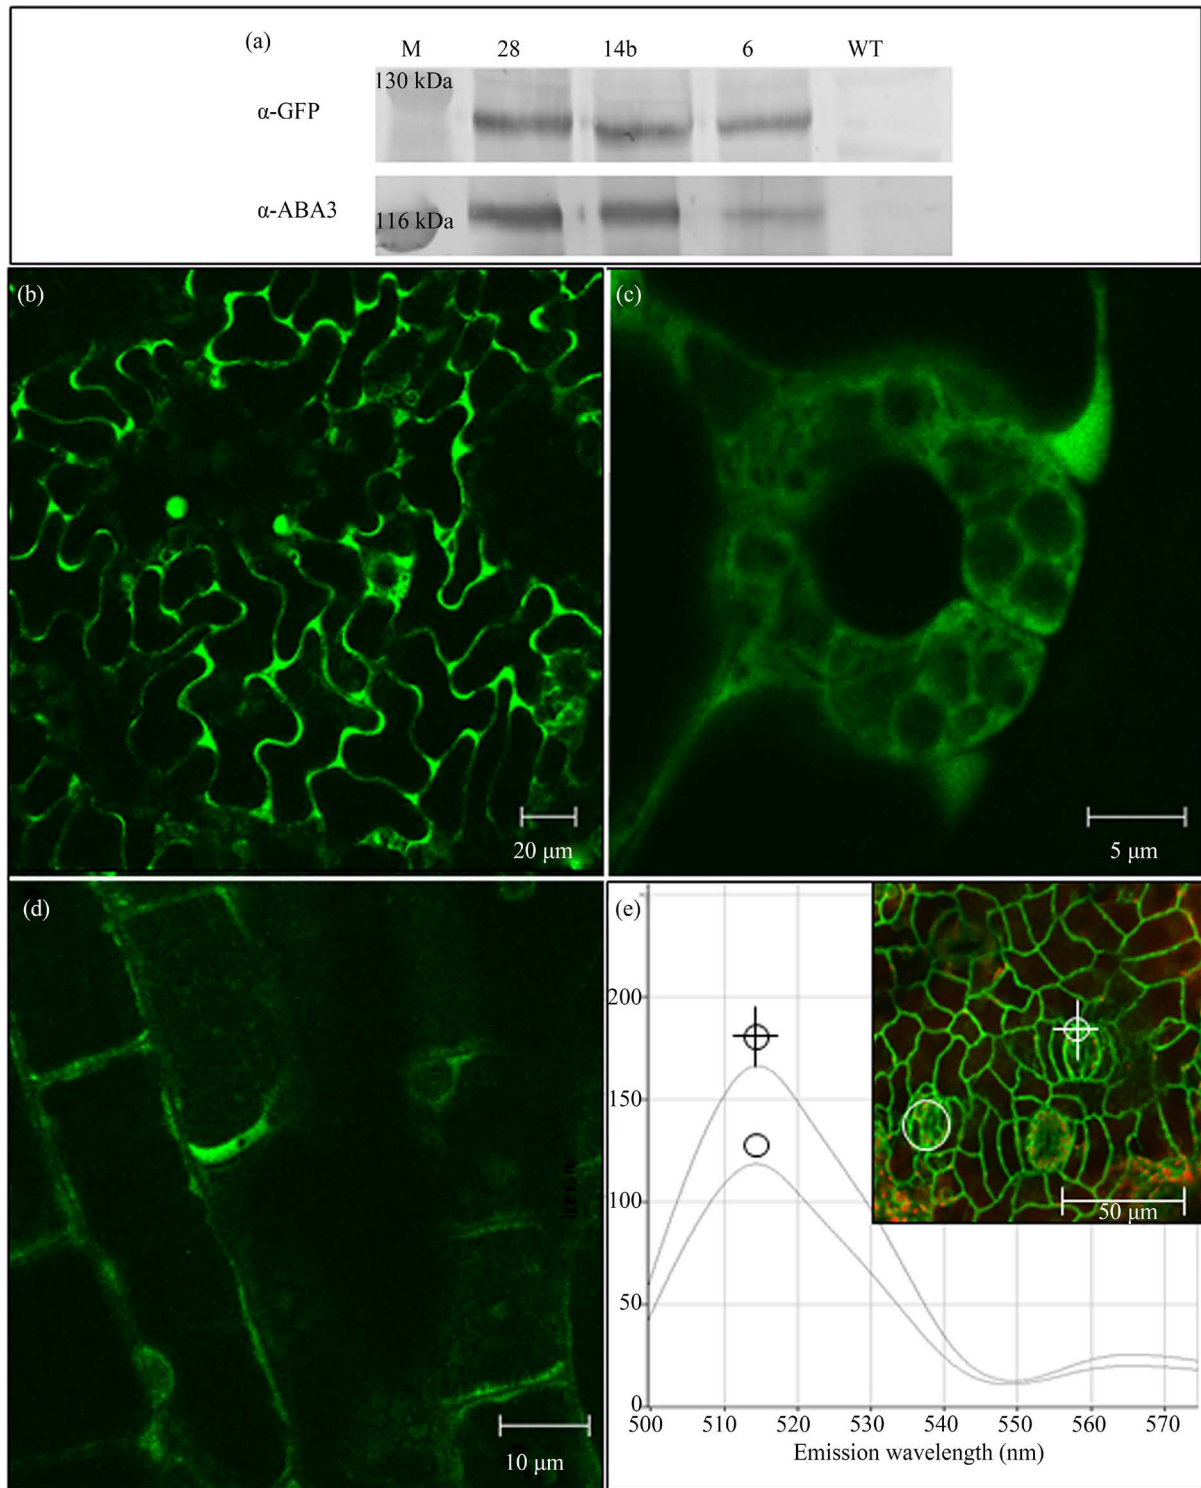 (a)
M 28 14b 6 WT
130 kDa
α-GFP
α-ABA3
116 kDa
(b)
20 μm
(c)
5 μm
(d)
10 μm
(e)
200
150
100
50
0
500 510 520 530 540 550 560 570
Emission wavelength (nm)
50 μm